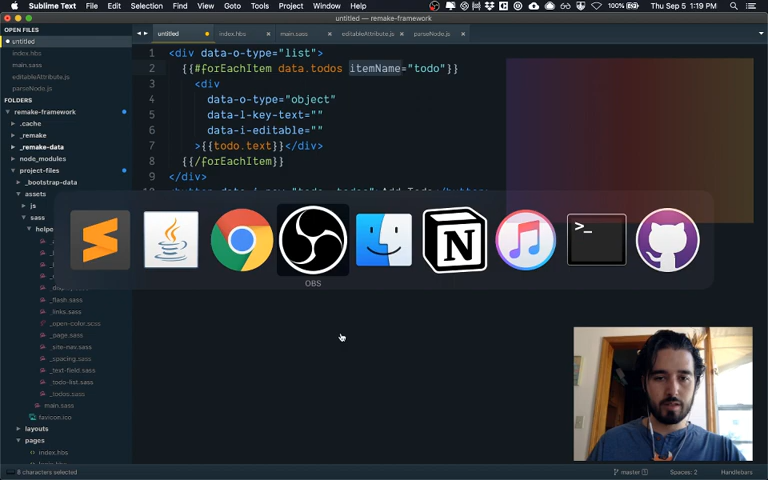 Sublime Text File Edit Selection Find View Goto Tools Project Window Help 100% Thu Sep 5 1:19 PM
untitled — remake-framework
OPEN FILES
untitled
index.hbs
main.sass
editableAttribute.js
parseNode.js
FOLDERS
remake-framework
.cache
_remake
_remake-data
node_modules
project-files
_bootstrap-data
assets
js
sass
helpe
_flash.sass
_links.sass
_open-color.scss
_page.sass
_site-nav.sass
_spacing.sass
_text-field.sass
_todo-list.sass
_todos.sass
main.sass
favicon.ico
layouts
pages
index.hbs
untitled index.hbs main.sass editableAttribute.js parseNode.js
1 <div data-o-type="list">
2 {{#forEachItem data.todos itemName="todo"}}
3 <div
4 data-o-type="object"
5 data-l-key-text=""
6 data-i-editable=""
7 >{{todo.text}}</div>
8 {{/forEachItem}}
9 </div>
OBS
N
>_
8 characters selected
master
Spaces: 2
Handlebars